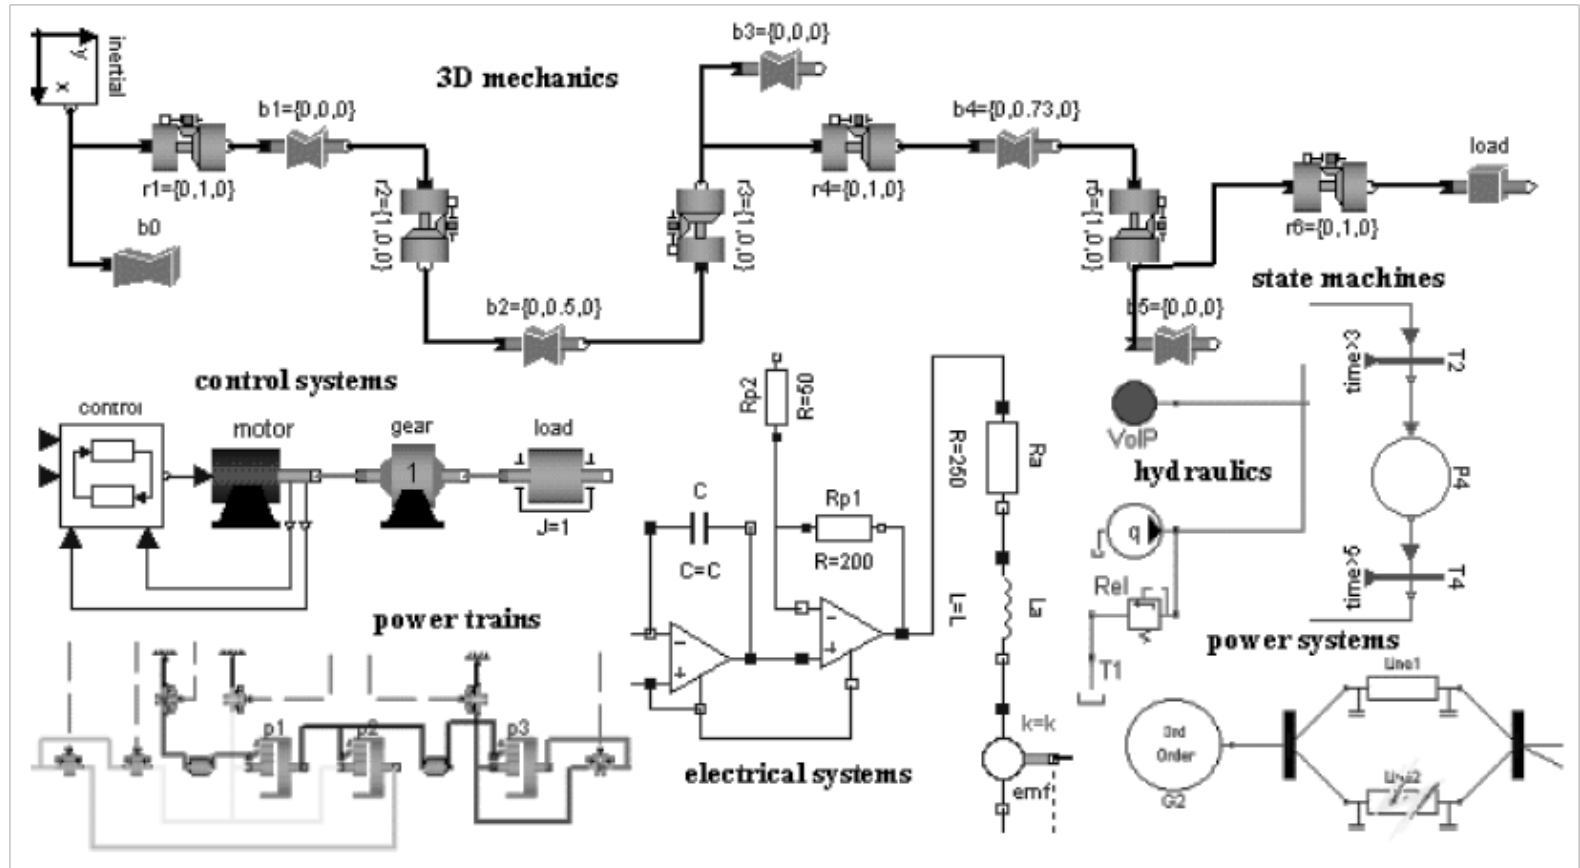 inertial
y
x
3D mechanics
b3={0,0,0}
b1={0,0,0}
b4={0,0.73,0}
load
r1={0,1,0}
r2={1,0,0}
r3={1,0,0}
r4={0,1,0}
r5={1,0,0}
r6={0,1,0}
b0
b2={0,0.5,0}
b5={0,0,0}
state machines
control systems
control
motor
gear
load
1
J=1
Rp2
R=50
C
C=C
Rp1
R=200
R=250
Ra
L=L
La
k=k
emf
electrical systems
VolP
hydraulics
q
Rel
T1
time>3
T2
P4
time>5
T4
power trains
p1
p2
p3
power systems
Line1
3nd
Order
G2
Line2